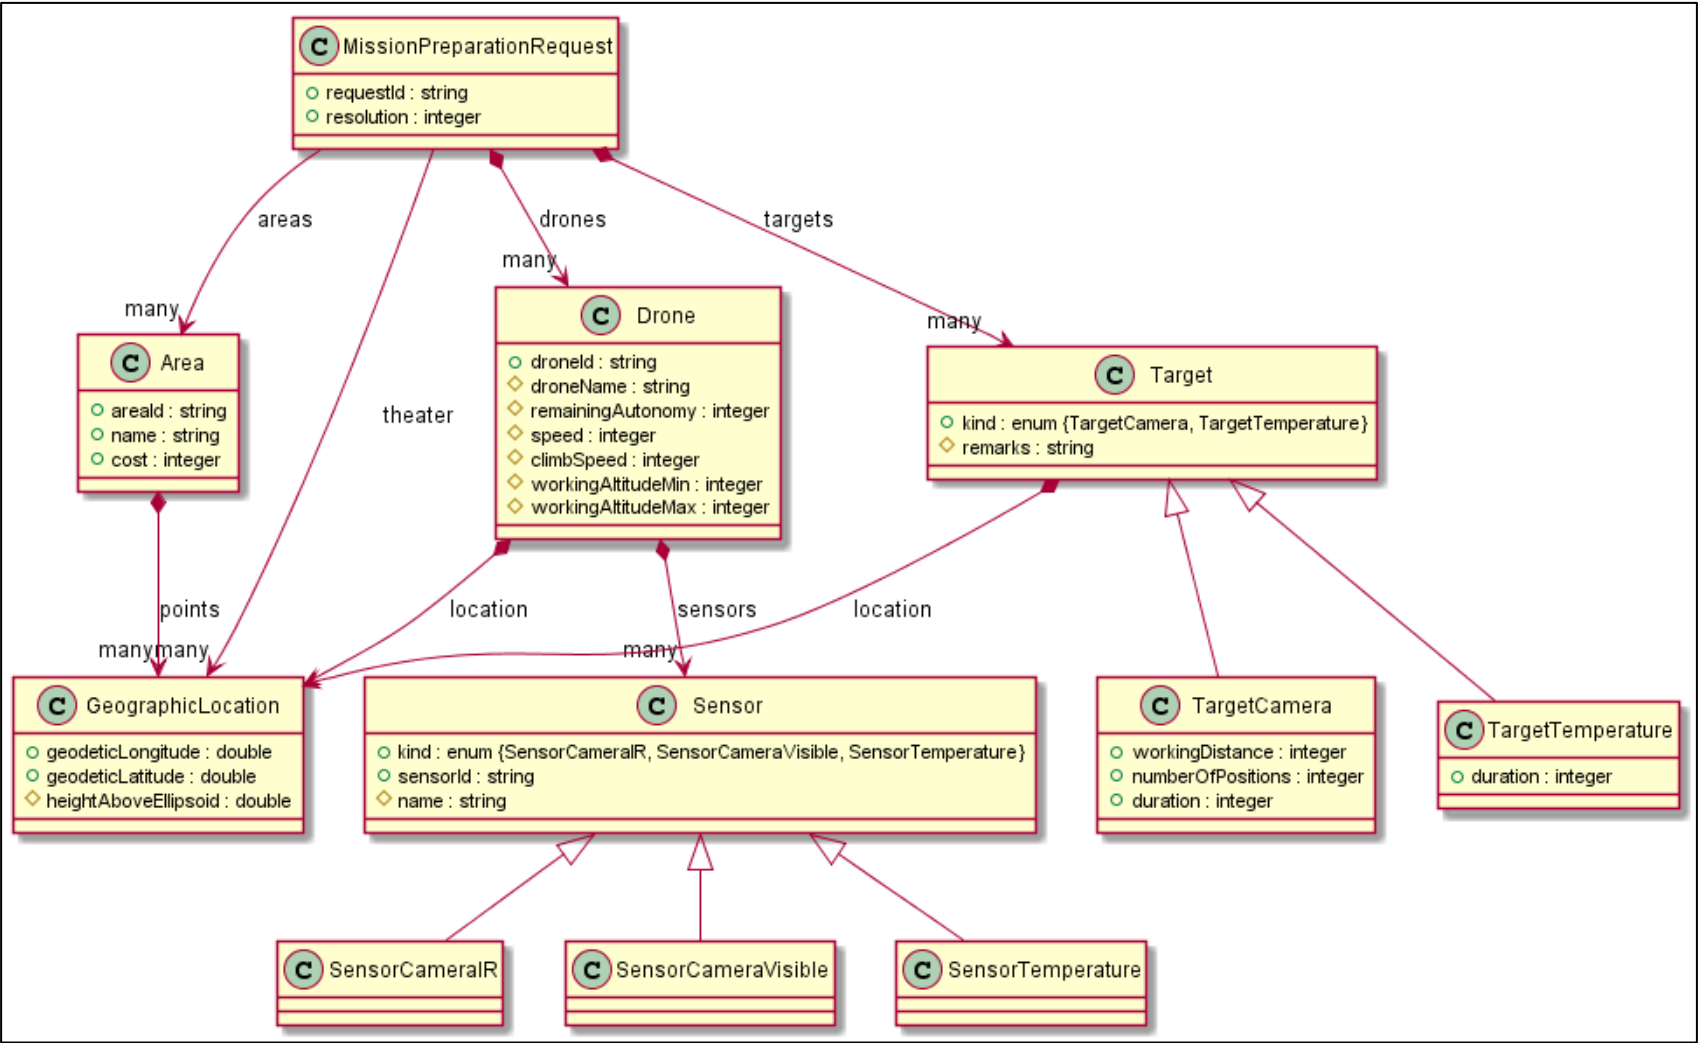 C MissionPreparationRequest
requestId : string
resolution : integer
areas
drones
targets
many
many
many
theater
C Area
areaId : string
name : string
cost : integer
C Drone
droneId : string
droneName : string
remainingAutonomy : integer
speed : integer
climbSpeed : integer
workingAltitudeMin : integer
workingAltitudeMax : integer
C Target
kind : enum {TargetCamera, TargetTemperature}
remarks : string
points
location
sensors
location
many
many
many
C GeographicLocation
geodeticLongitude : double
geodeticLatitude : double
heightAboveEllipsoid : double
C Sensor
kind : enum {SensorCameraIR, SensorCameraVisible, SensorTemperature}
sensorId : string
name : string
C TargetCamera
workingDistance : integer
numberOfPositions : integer
duration : integer
C TargetTemperature
duration : integer
C SensorCameraIR
C SensorCameraVisible
C SensorTemperature